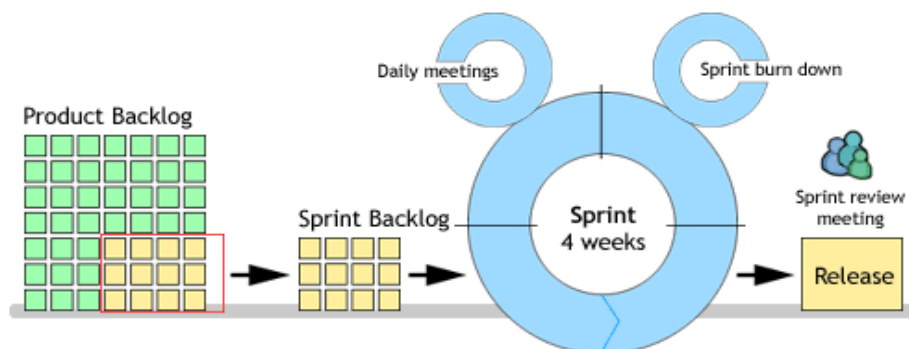 Product Backlog
Sprint Backlog
Daily meetings
Sprint burn down
Sprint
4 weeks
Sprint review
meeting
Release